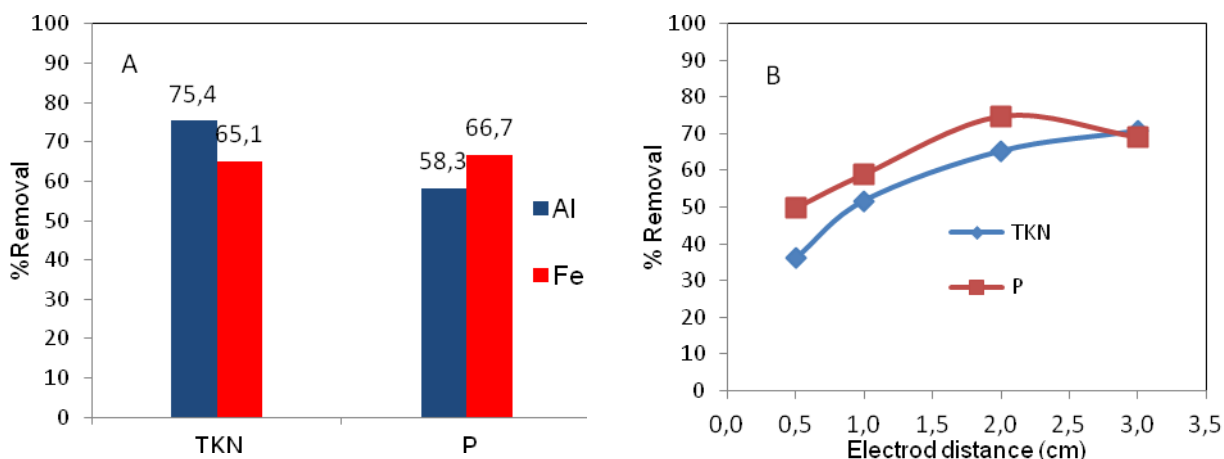 A
%Removal
100
90
80
70
60
50
40
30
20
10
0
75,4
65,1
58,3
66,7
TKN
P
Al
Fe
B
% Removal
100
90
80
70
60
50
40
30
20
10
0
TKN
P
0,0 0,5 1,0 1,5 2,0 2,5 3,0 3,5
Electrod distance (cm)